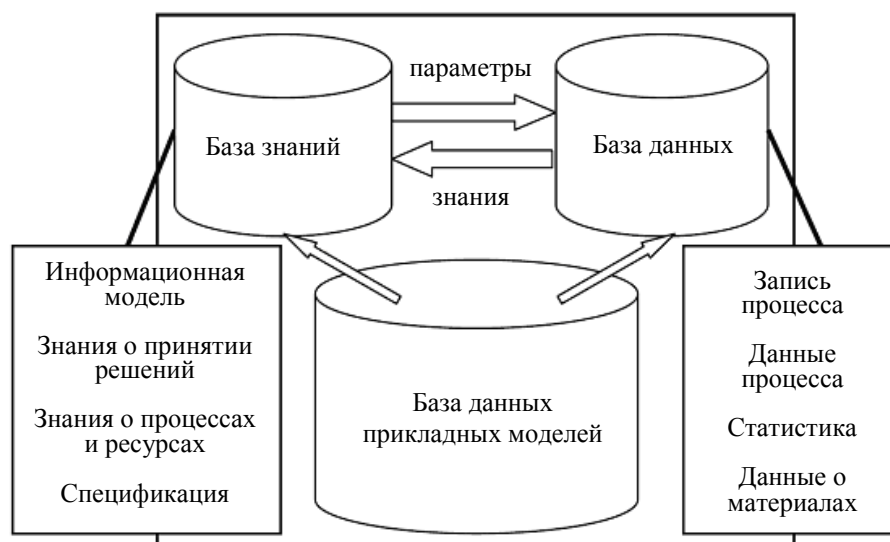 параметры
База знаний
База данных
знания
Информационная
модель
Знания о принятии
решений
Знания о процессах
и ресурсах
Спецификация
База данных
прикладных моделей
Запись
процесса
Данные
процесса
Статистика
Данные о
материалах